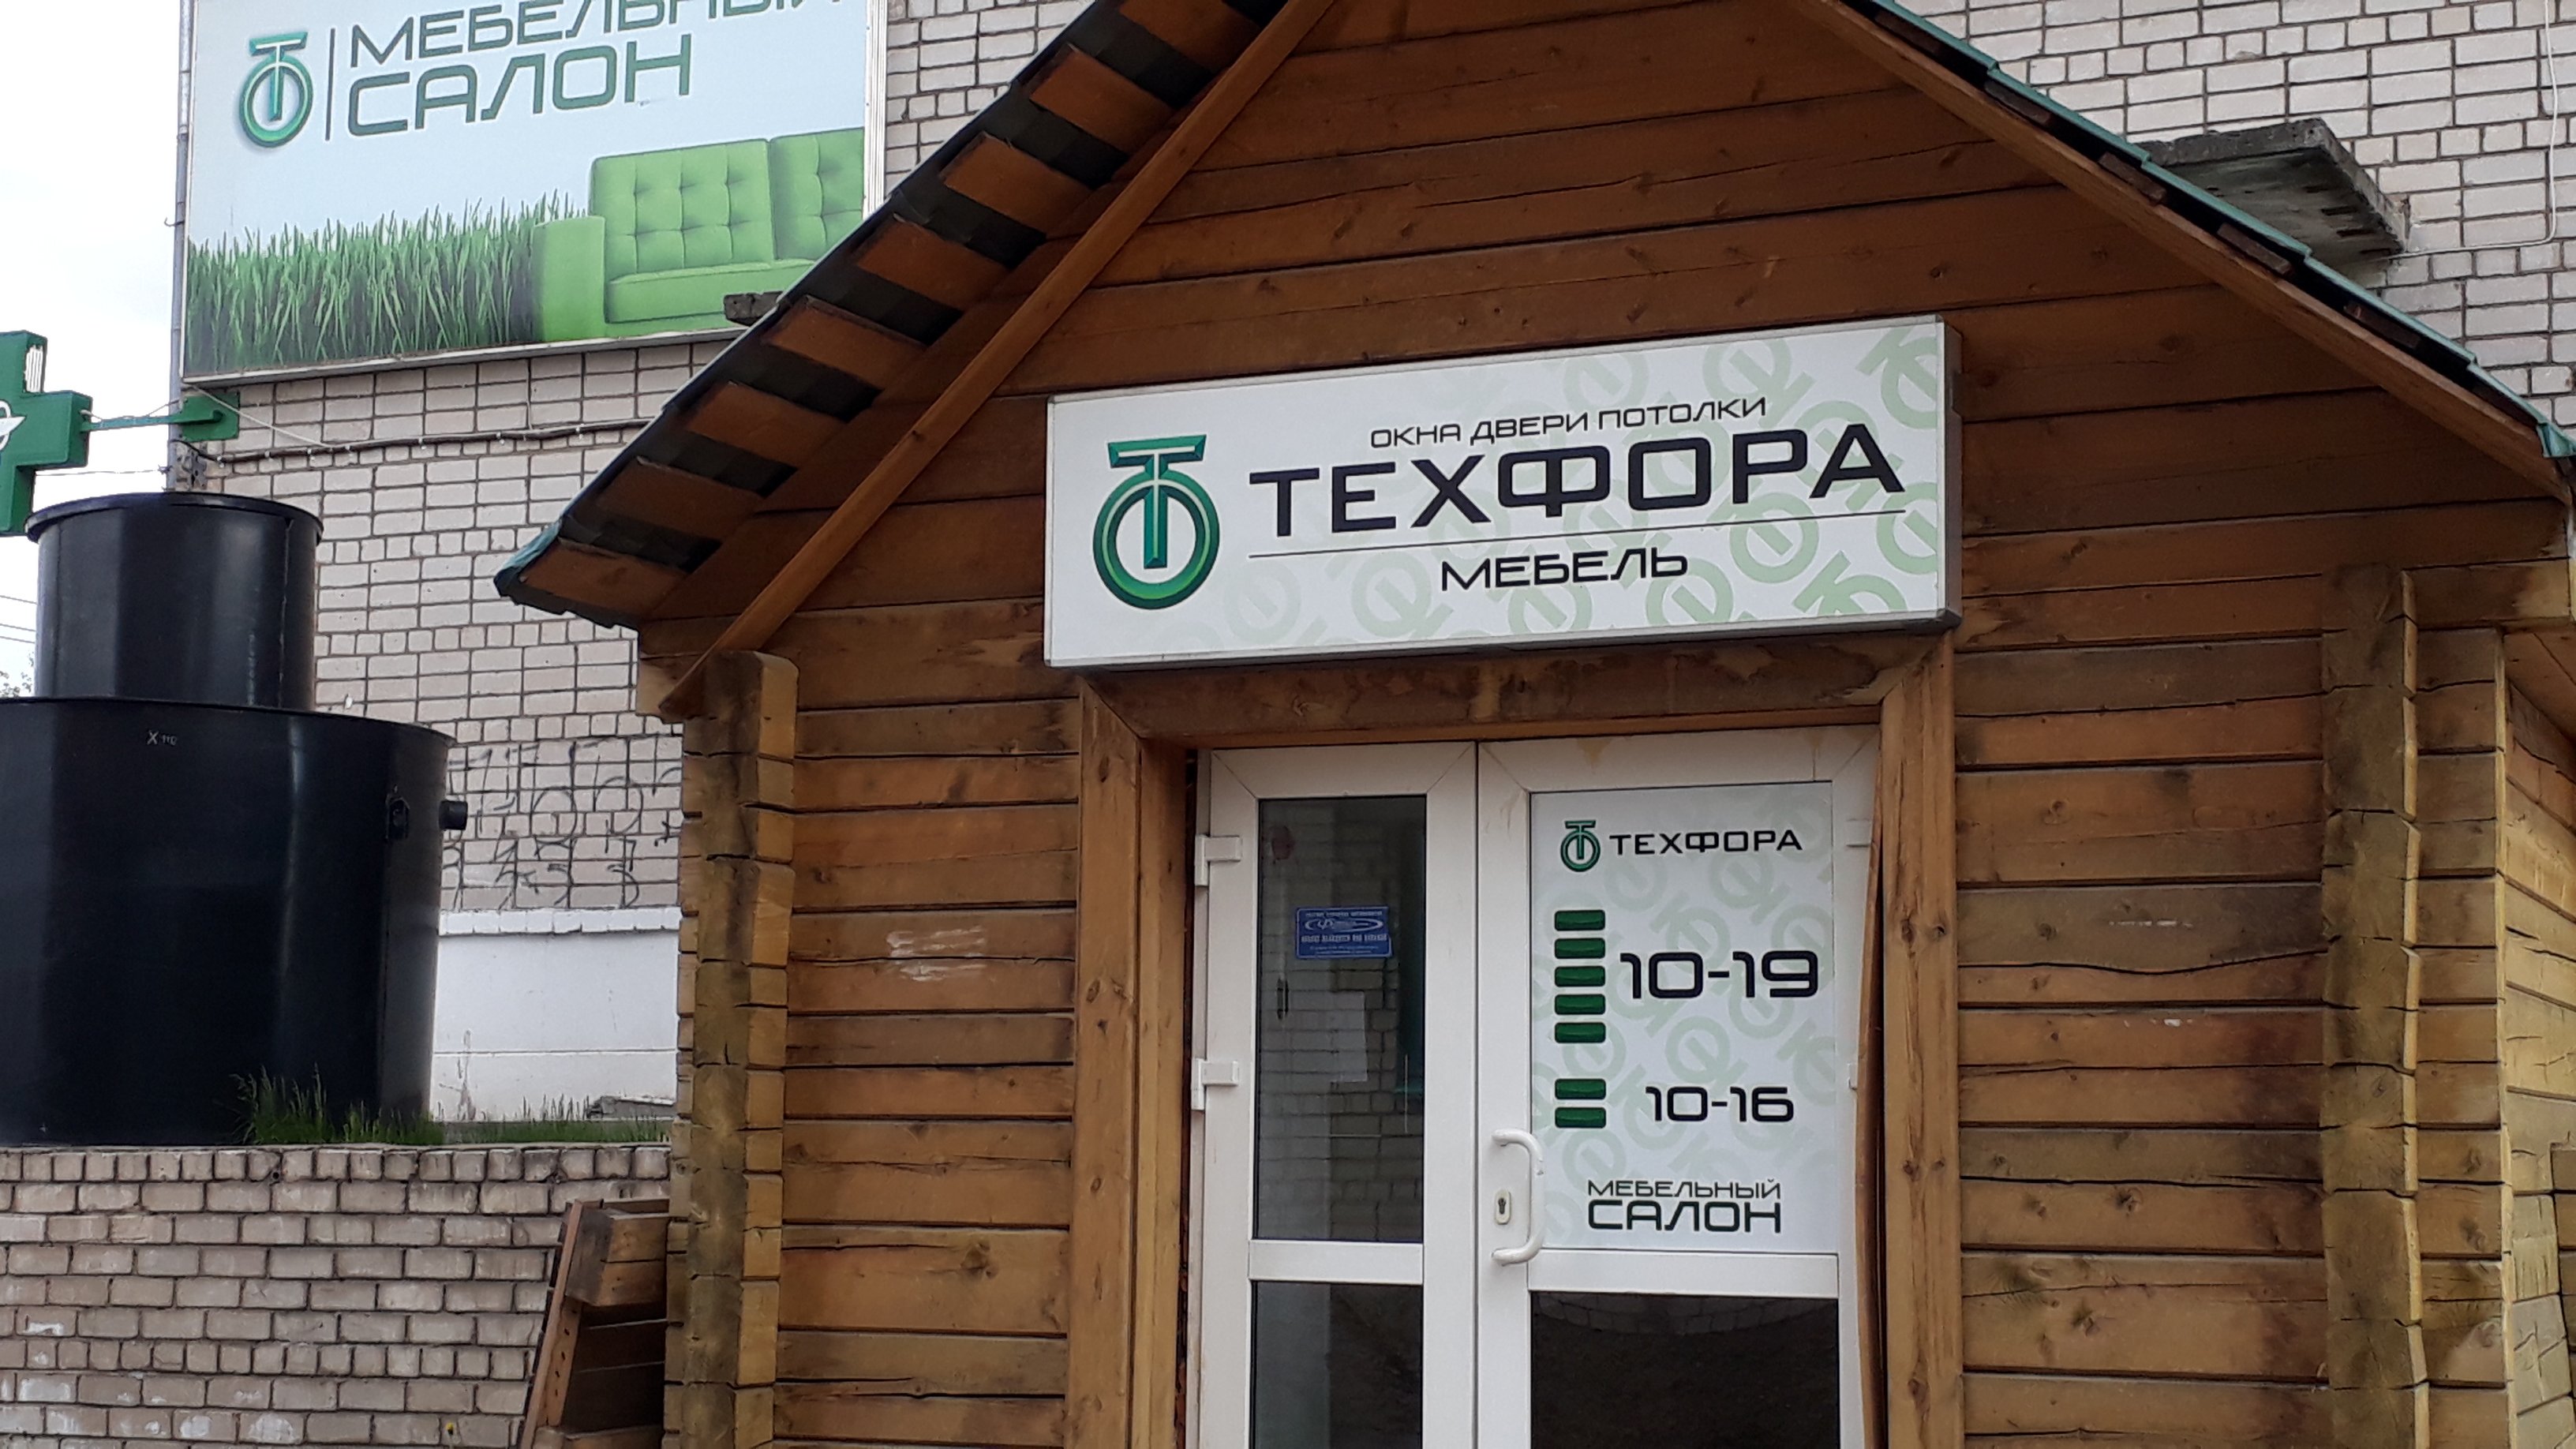 МЕБЕЛЬНЫЙ
САЛОН
ОКНА ДВЕРИ ПОТОЛКИ
ТЕХФОРА
МЕБЕЛЬ
ТЕХФОРА
10-19
10-16
МЕБЕЛЬНЫЙ
САЛОН